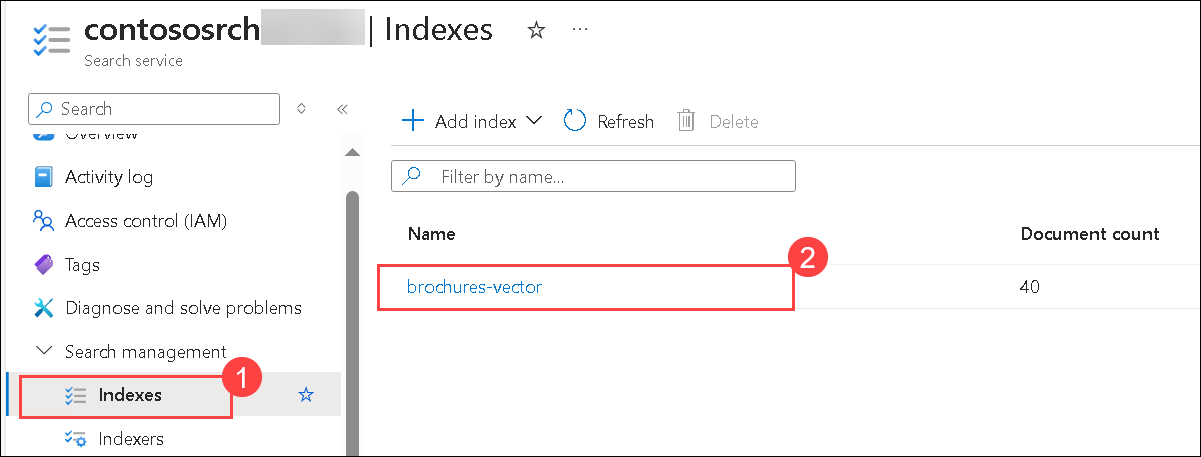 contososrch | Indexes
Search service
Search
Overview
Activity log
Access control (IAM)
Tags
Diagnose and solve problems
Search management
1
Indexes
Indexers
Add index
Refresh
Delete
Filter by name...
Name
Document count
2
brochures-vector
40